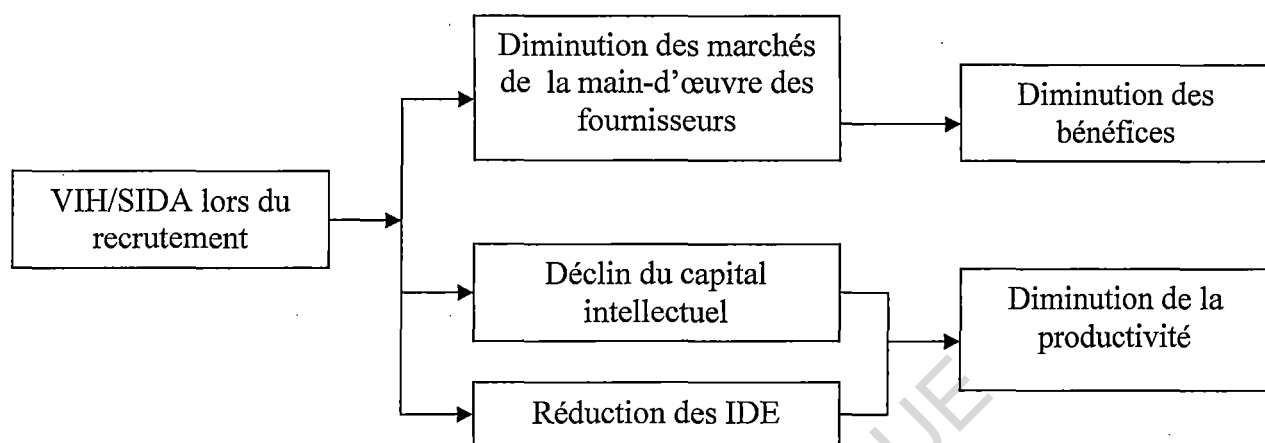 Diminution des marchés
de la main-d'œuvre des
fournisseurs
Diminution des
bénéfices
VIH/SIDA lors du
recrutement
Déclin du capital
intellectuel
Diminution de la
productivité
Réduction des IDE
UE